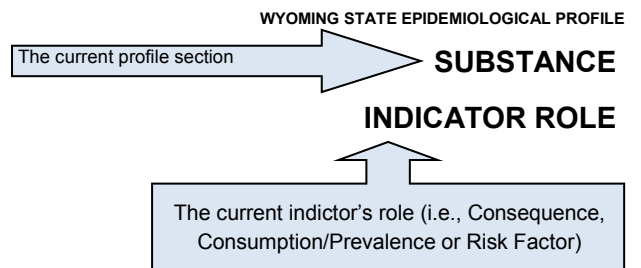 WYOMING STATE EPIDEMIOLOGICAL PROFILE
The current profile section
SUBSTANCE
INDICATOR ROLE
The current indictor's role (i.e., Consequence,
Consumption/Prevalence or Risk Factor)